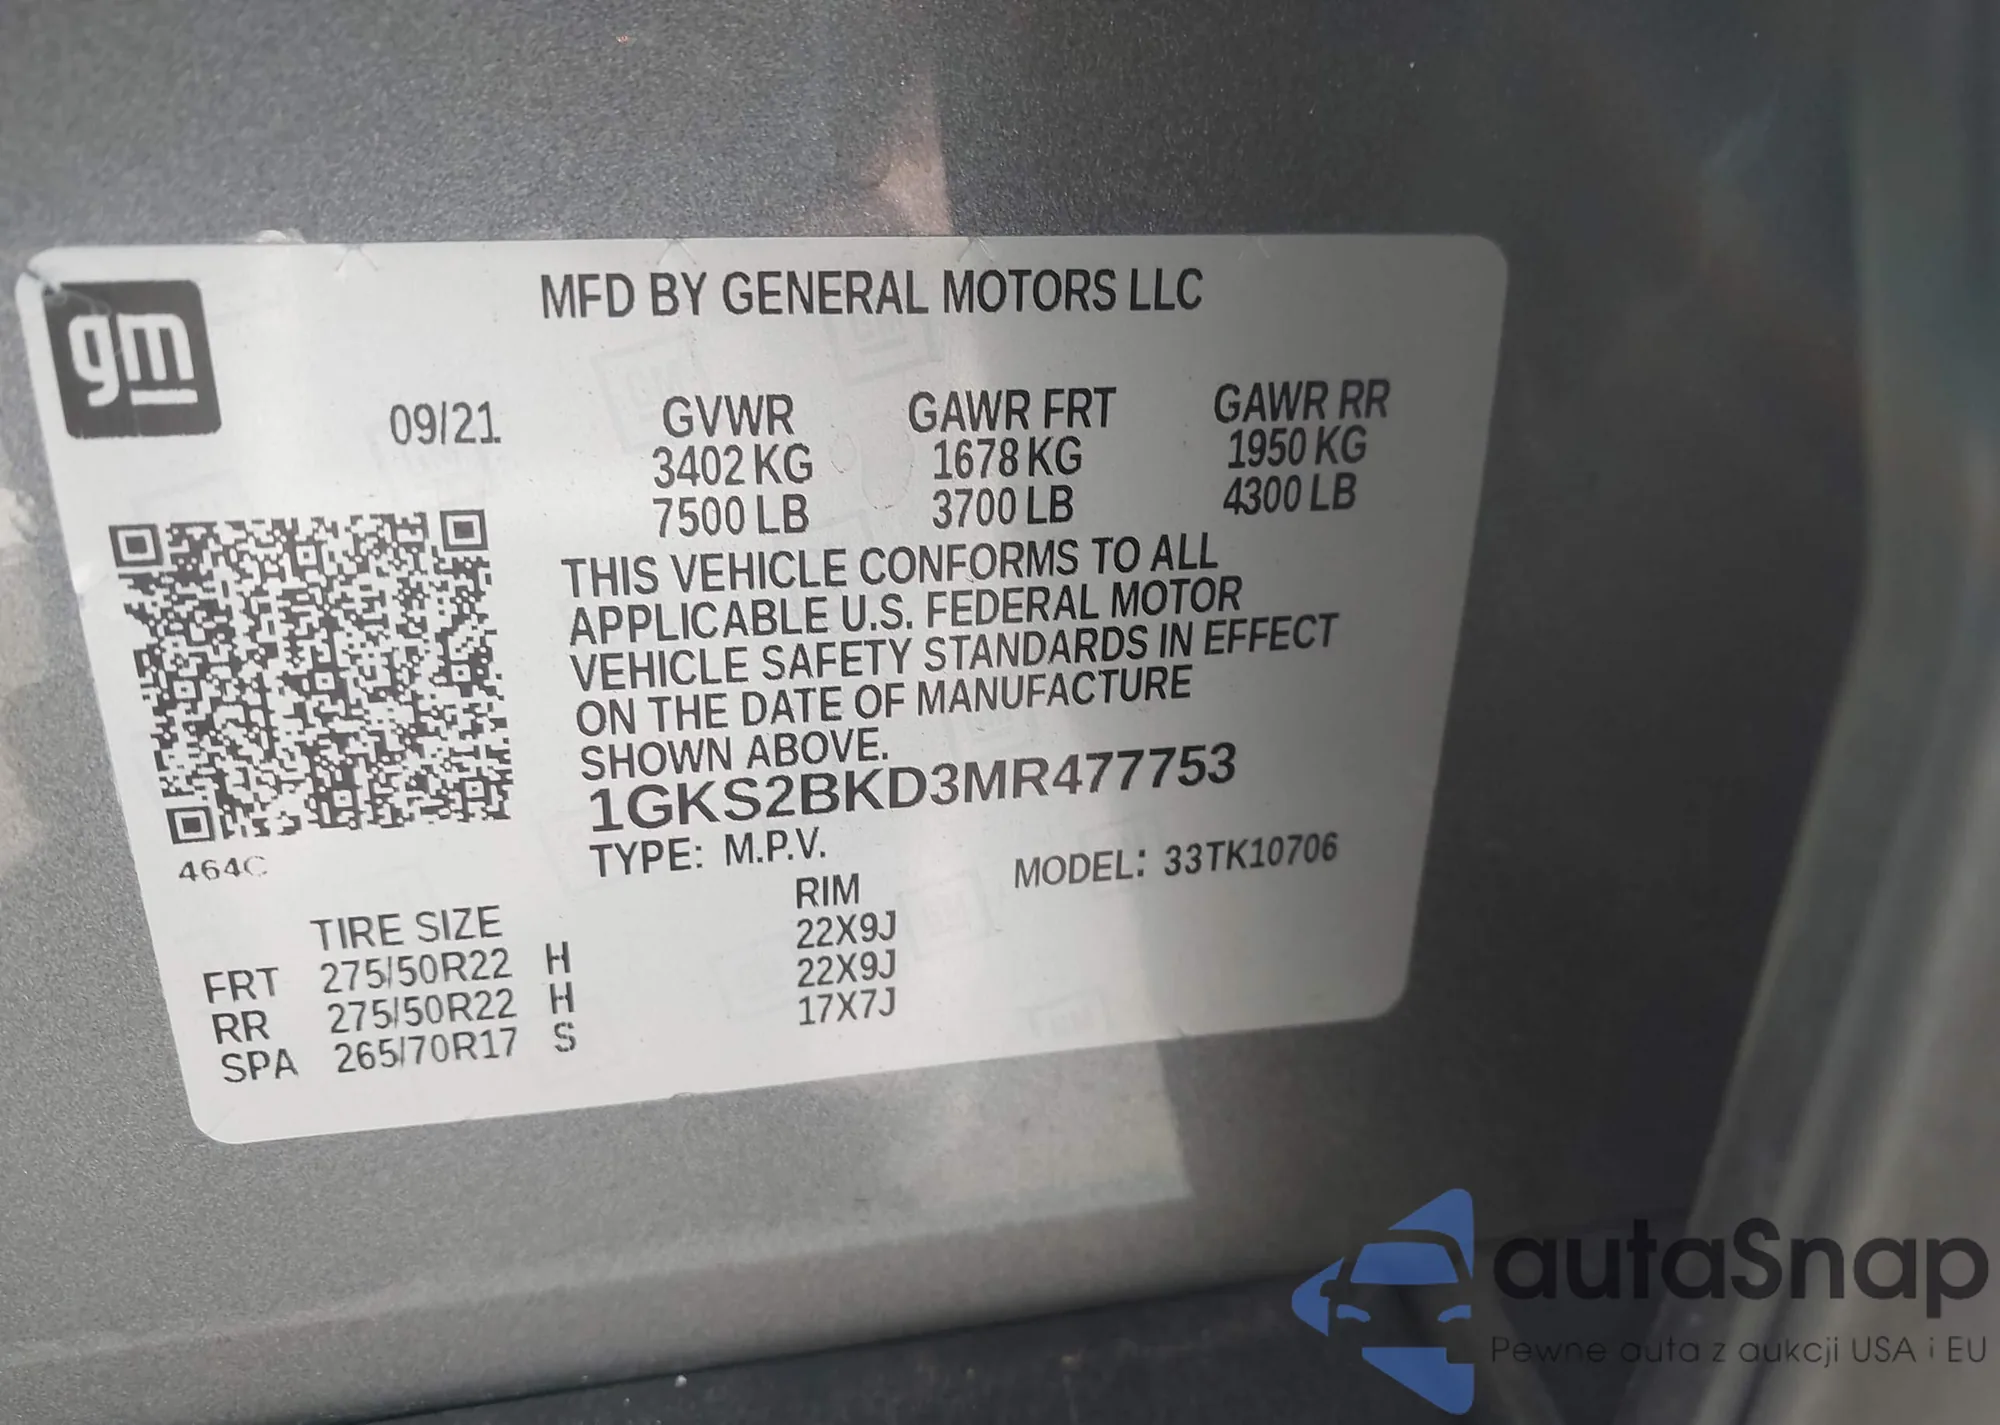 gm
MFD BY GENERAL MOTORS LLC
09/21 GVWR GAWR FRT GAWR RR
3402 KG 1678 KG 1950 KG
7500 LB 3700 LB 4300 LB
THIS VEHICLE CONFORMS TO ALL
APPLICABLE U.S. FEDERAL MOTOR
VEHICLE SAFETY STANDARDS IN EFFECT
ON THE DATE OF MANUFACTURE
SHOWN ABOVE.
1GKS2BKD3MR477753
464C
TYPE: M.P.V. MODEL: 33TK10706
TIRE SIZE RIM
FRT 275/50R22 H 22X9J
RR 275/50R22 H 22X9J
SPA 265/70R17 S 17X7J
autaSnap
Pewne auta z aukcji USA i EU